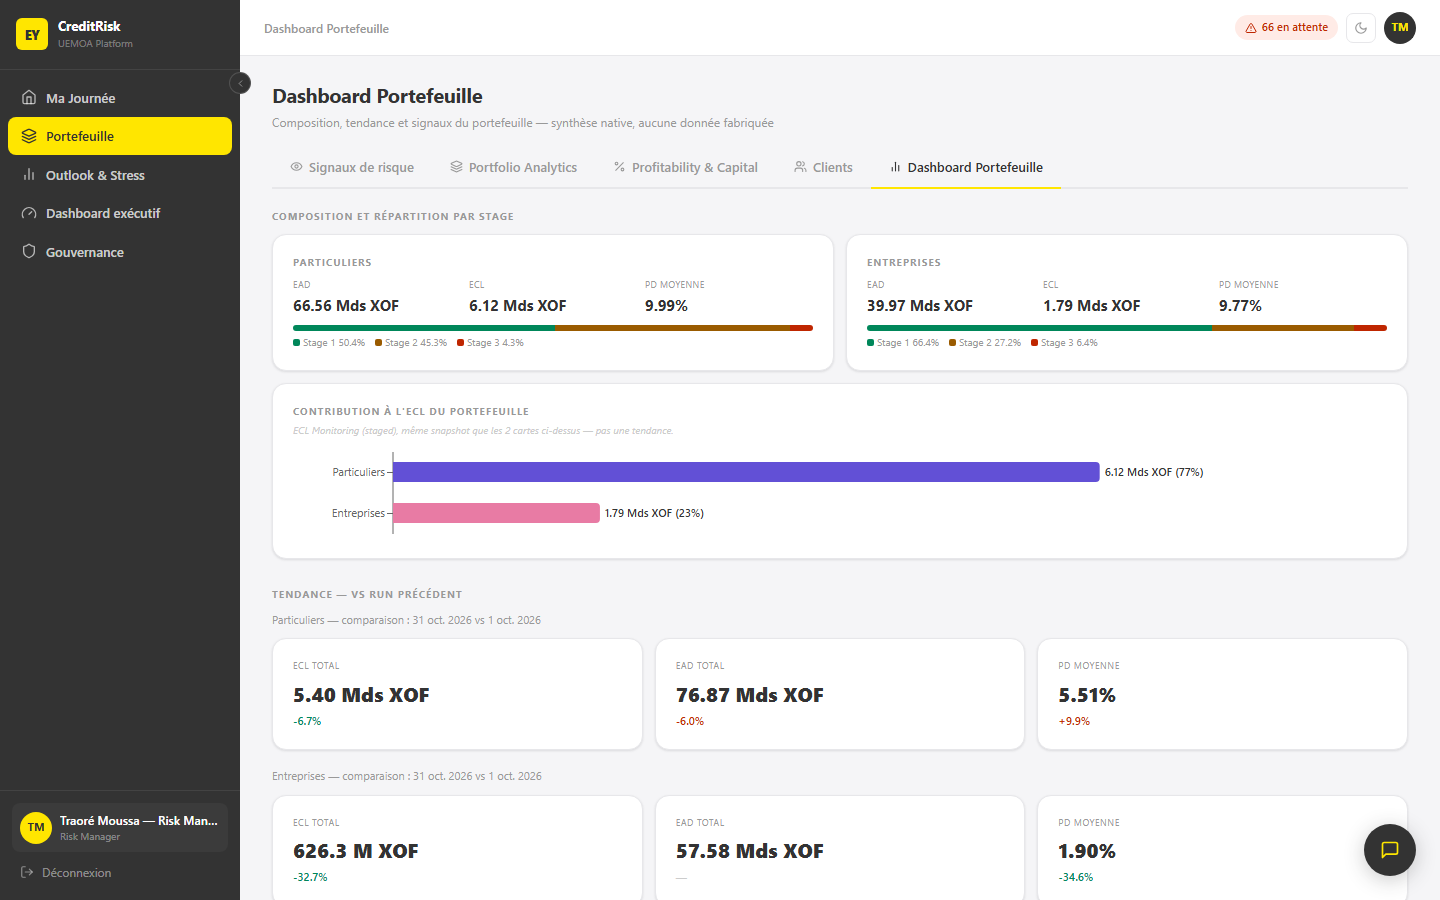 EY
CreditRisk
UEMOA Platform
Ma Journée
Portefeuille
Outlook & Stress
Dashboard exécutif
Gouvernance
TM
Traoré Moussa — Risk Man...
Risk Manager
Déconnexion
Dashboard Portefeuille
66 en attente
TM
Dashboard Portefeuille
Composition, tendance et signaux du portefeuille — synthèse native, aucune donnée fabriquée
Signaux de risque
Portfolio Analytics
Profitability & Capital
Clients
Dashboard Portefeuille
COMPOSITION ET RÉPARTITION PAR STAGE
PARTICULIERS
EAD ECL PD MOYENNE
66.56 Mds XOF 6.12 Mds XOF 9.99%
Stage 1 50.4% Stage 2 45.3% Stage 3 4.3%
ENTREPRISES
EAD ECL PD MOYENNE
39.97 Mds XOF 1.79 Mds XOF 9.77%
Stage 1 66.4% Stage 2 27.2% Stage 3 6.4%
CONTRIBUTION À L'ECL DU PORTEFEUILLE
ECL Monitoring (staged), même snapshot que les 2 cartes ci-dessus — pas une tendance.
Particuliers 6.12 Mds XOF (77%)
Entreprises 1.79 Mds XOF (23%)
TENDANCE — VS RUN PRÉCÉDENT
Particuliers — comparaison : 31 oct. 2026 vs 1 oct. 2026
ECL TOTAL
5.40 Mds XOF
-6.7%
EAD TOTAL
76.87 Mds XOF
-6.0%
PD MOYENNE
5.51%
+9.9%
Entreprises — comparaison : 31 oct. 2026 vs 1 oct. 2026
ECL TOTAL
626.3 M XOF
-32.7%
EAD TOTAL
57.58 Mds XOF
—
PD MOYENNE
1.90%
-34.6%